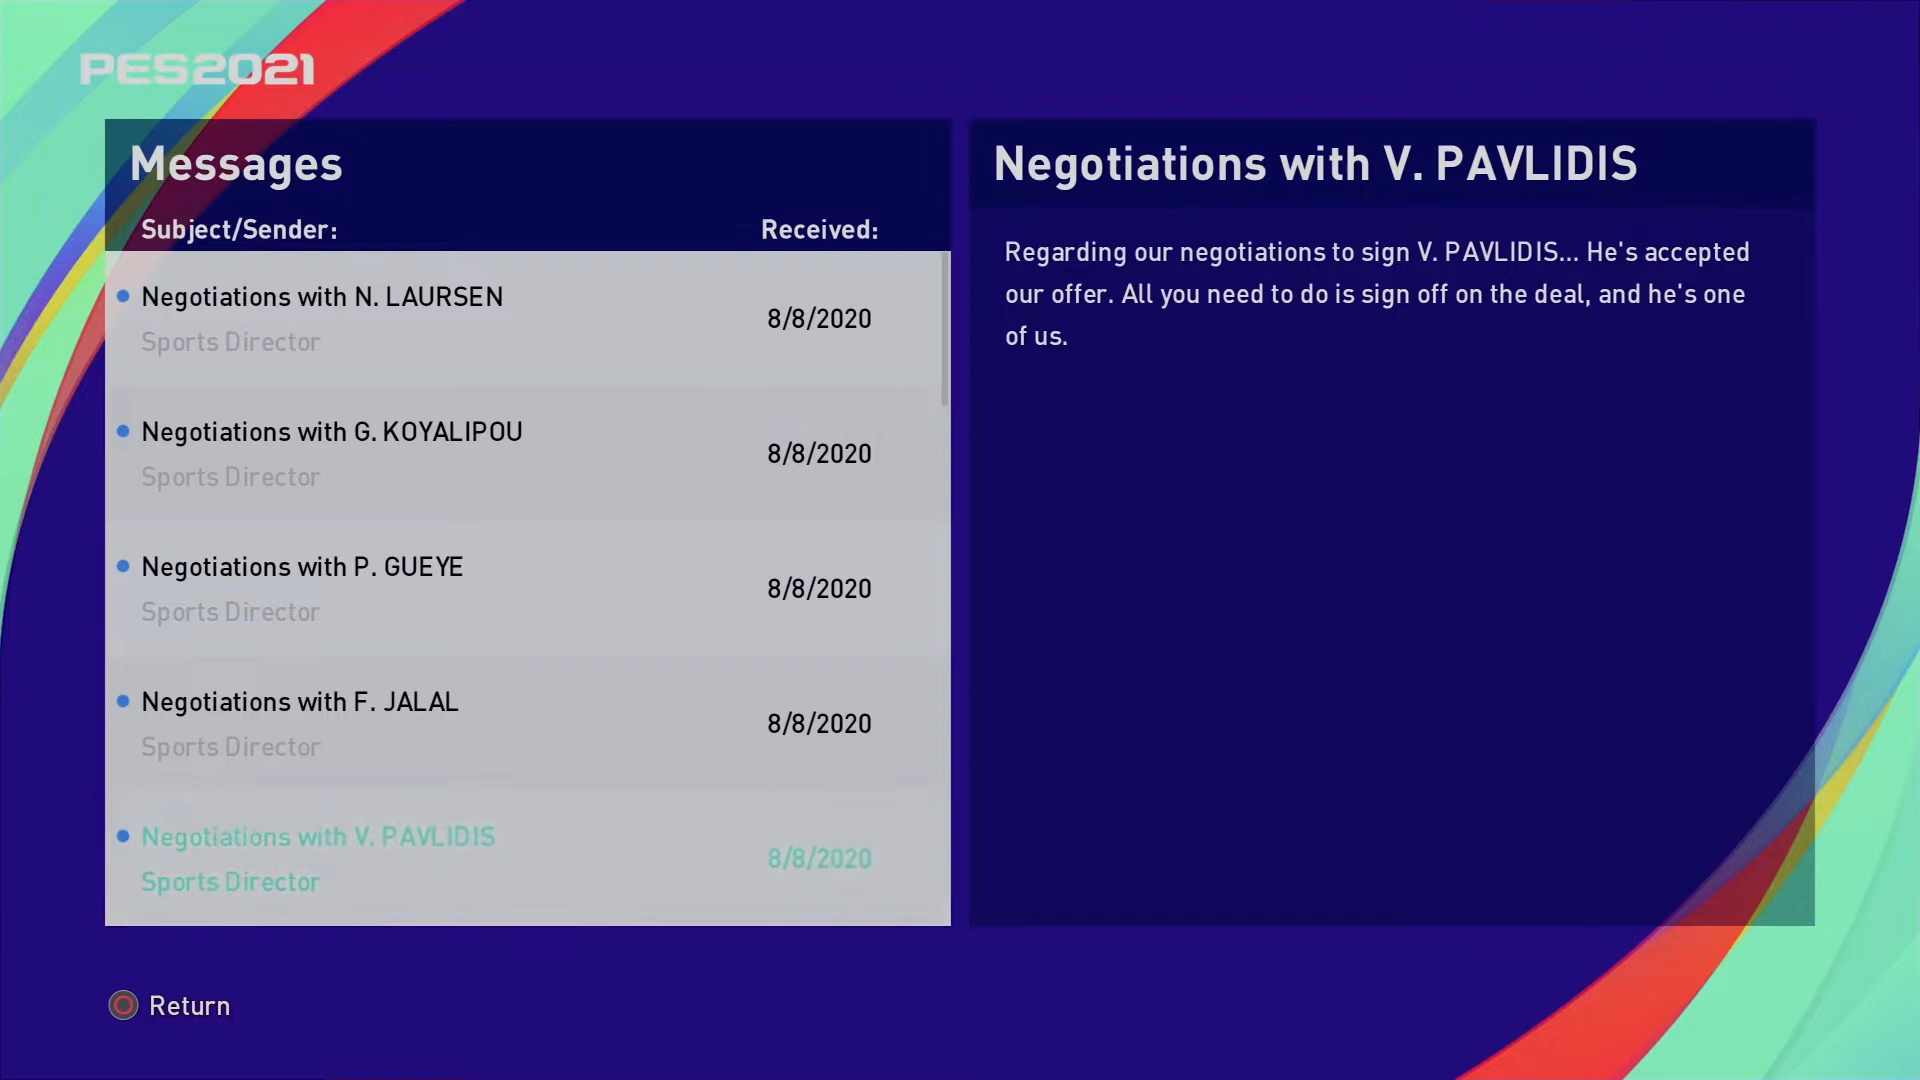 PES2021
Messages
Subject/Sender:
Received:
Negotiations with N. LAURSEN
Sports Director
8/8/2020
Negotiations with G. KOYALIPOU
Sports Director
8/8/2020
Negotiations with P. GUEYE
Sports Director
8/8/2020
Negotiations with F. JALAL
Sports Director
8/8/2020
Negotiations with V. PAVLIDIS
Sports Director
8/8/2020
Negotiations with V. PAVLIDIS
Regarding our negotiations to sign V. PAVLIDIS... He's accepted
our offer. All you need to do is sign off on the deal, and he's one
of us.
Return